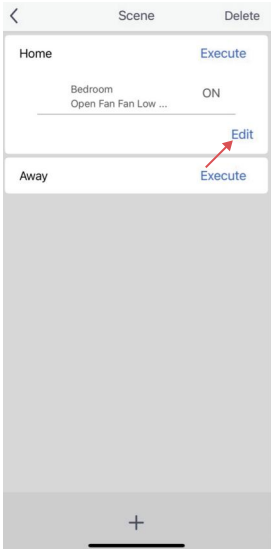 Scene Delete
Home Execute
Bedroom ON
Open Fan Fan Low ...
Edit
Away Execute
+